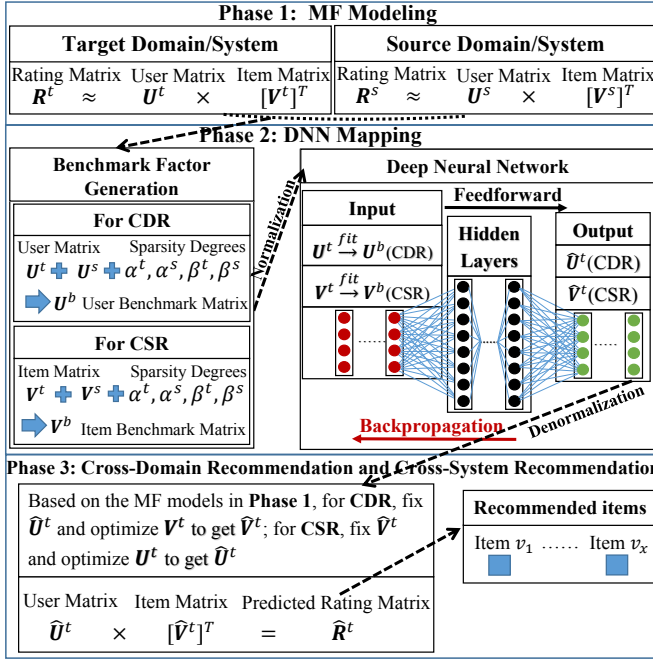 Phase 1: MF Modeling
Target Domain/System
Rating Matrix User Matrix Item Matrix
R^t ≈ U^t × [V^t]^T
Source Domain/System
Rating Matrix User Matrix Item Matrix
R^s ≈ U^s × [V^s]^T
Phase 2: DNN Mapping
Benchmark Factor
Generation
For CDR
User Matrix Sparsity Degrees
U^t + U^s + α^t, α^s, β^t, β^s
U^b User Benchmark Matrix
For CSR
Item Matrix Sparsity Degrees
V^t + V^s + α^t, α^s, β^t, β^s
V^b Item Benchmark Matrix
Normalization
Deep Neural Network
Feedforward
Input
U^t fit→ U^b(CDR)
V^t fit→ V^b(CSR)
......
Hidden
Layers
......
Output
Û^t(CDR)
V̂^t(CSR)
......
Backpropagation
Denormalization
Phase 3: Cross-Domain Recommendation and Cross-System Recommendation
Based on the MF models in Phase 1, for CDR, fix
Û^t and optimize V^t to get V̂^t; for CSR, fix V̂^t
and optimize U^t to get Û^t
User Matrix Item Matrix Predicted Rating Matrix
Û^t × [V̂^t]^T = R̂^t
Recommended items
Item v_1 ...... Item v_x